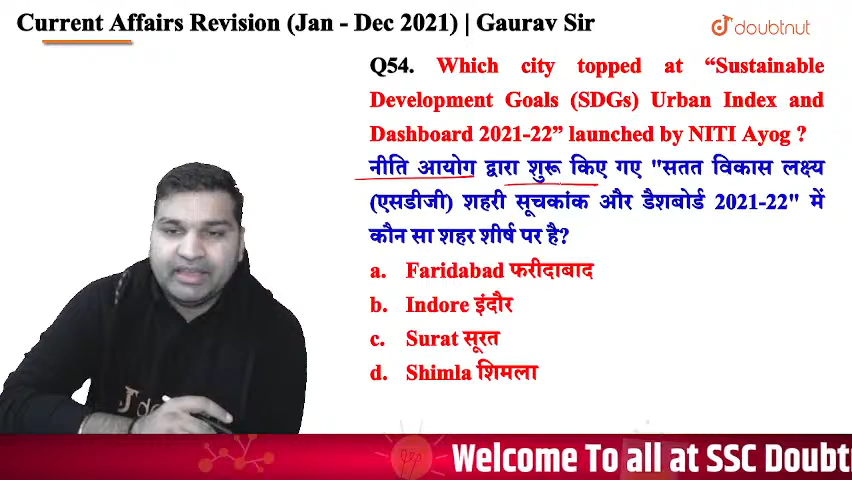 Current Affairs Revision (Jan - Dec 2021) | Gaurav Sir
doubtnut
Q54. Which city topped at “Sustainable
Development Goals (SDGs) Urban Index and
Dashboard 2021-22” launched by NITI Ayog ?
नीति आयोग द्वारा शुरू किए गए "सतत विकास लक्ष्य
(एसडीजी) शहरी सूचकांक और डैशबोर्ड 2021-22" में
कौन सा शहर शीर्ष पर है?
a. Faridabad फरीदाबाद
b. Indore इंदौर
c. Surat सूरत
d. Shimla शिमला
Welcome To all at SSC Doubt